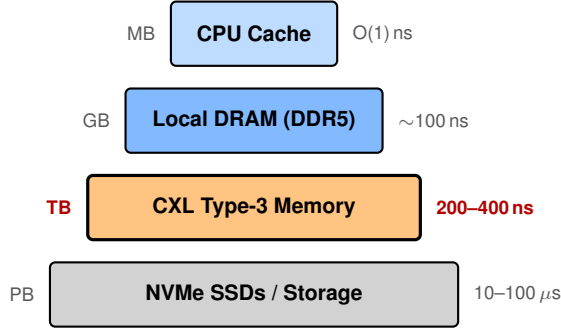 MB CPU Cache O(1) ns
GB Local DRAM (DDR5) ~100 ns
TB CXL Type-3 Memory 200–400 ns
PB NVMe SSDs / Storage 10–100 μs